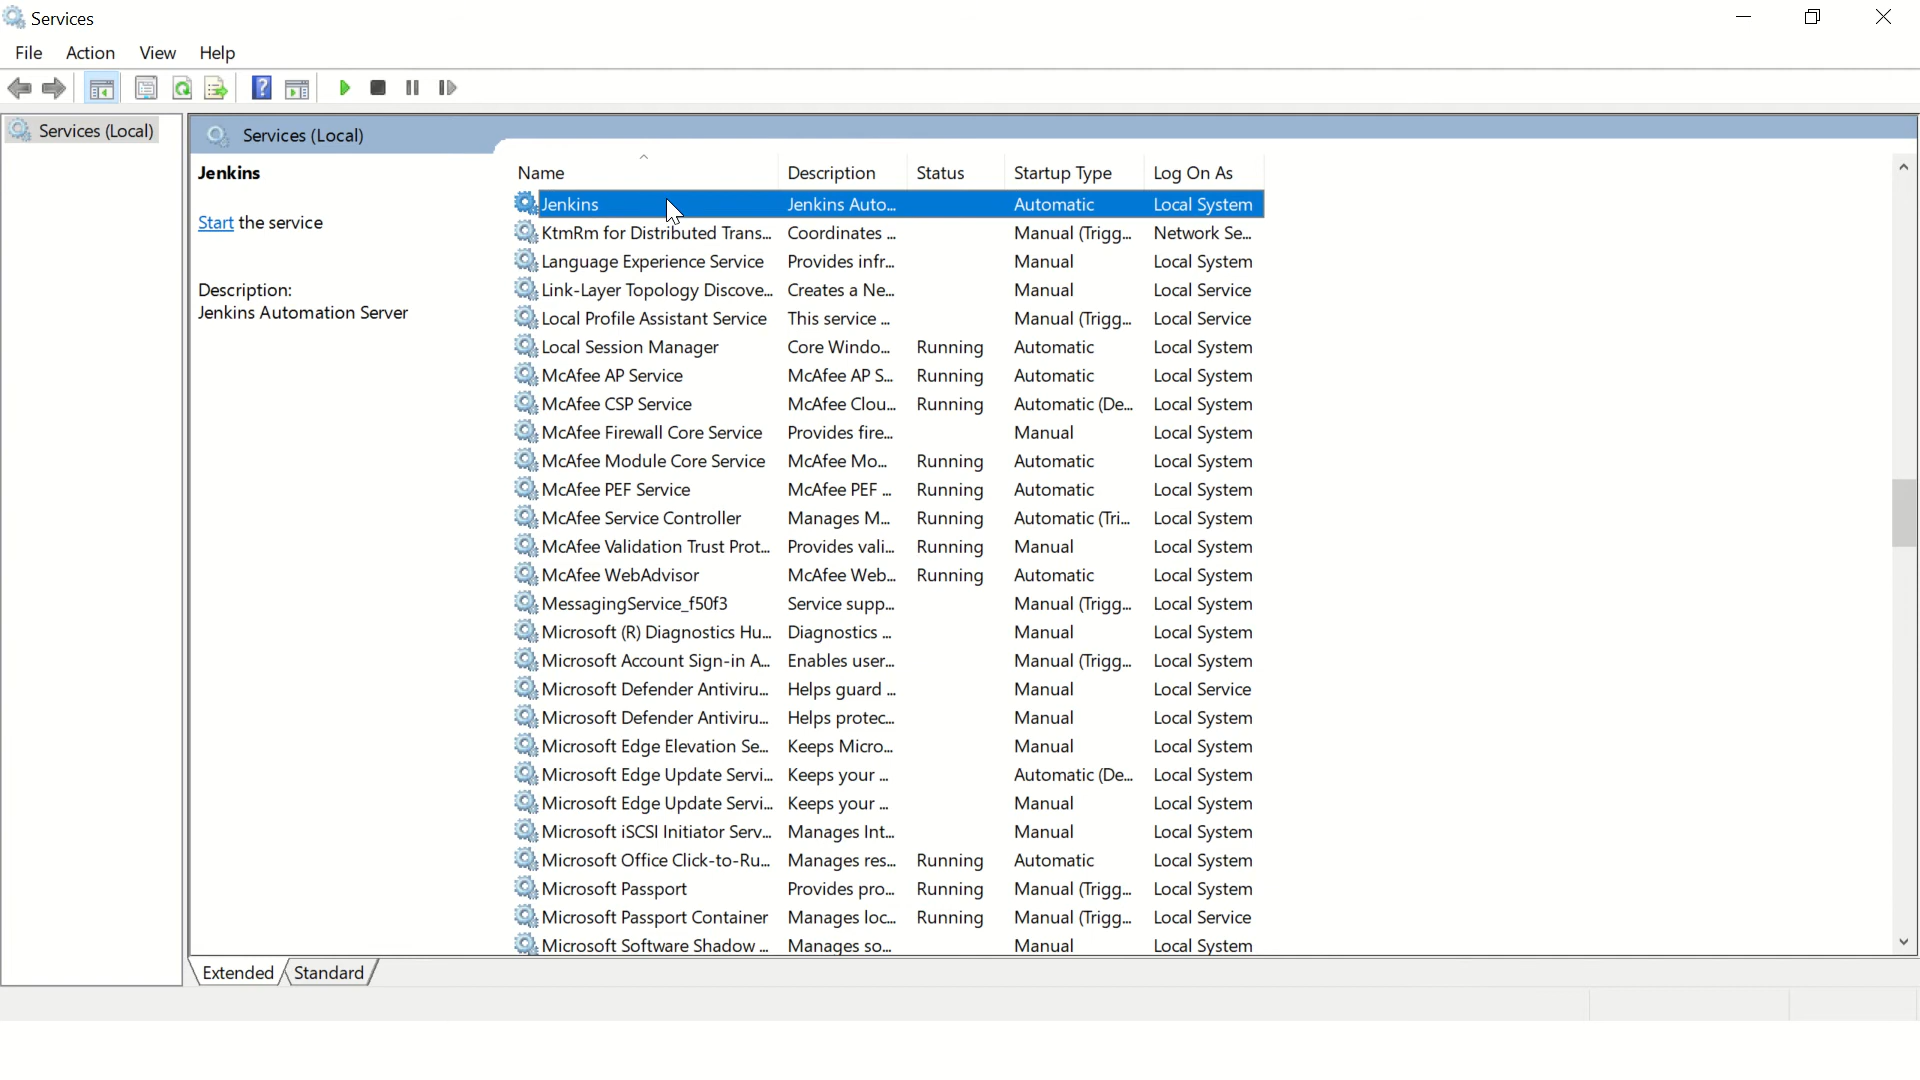 Services
File Action View Help
Services (Local)
Services (Local)
Jenkins
Start the service
Description:
Jenkins Automation Server
Name Description Status Startup Type Log On As
Jenkins Jenkins Auto... Automatic Local System
KtmRm for Distributed Trans... Coordinates ... Manual (Trigg... Network Se...
Language Experience Service Provides infr... Manual Local System
Link-Layer Topology Discove... Creates a Ne... Manual Local Service
Local Profile Assistant Service This service ... Manual (Trigg... Local Service
Local Session Manager Core Windo... Running Automatic Local System
McAfee AP Service McAfee AP S... Running Automatic Local System
McAfee CSP Service McAfee Clou... Running Automatic (De... Local System
McAfee Firewall Core Service Provides fire... Manual Local System
McAfee Module Core Service McAfee Mo... Running Automatic Local System
McAfee PEF Service McAfee PEF ... Running Automatic Local System
McAfee Service Controller Manages M... Running Automatic (Tri... Local System
McAfee Validation Trust Prot... Provides vali... Running Manual Local System
McAfee WebAdvisor McAfee Web... Running Automatic Local System
MessagingService_f50f3 Service supp... Manual (Trigg... Local System
Microsoft (R) Diagnostics Hu... Diagnostics ... Manual Local System
Microsoft Account Sign-in A... Enables user... Manual (Trigg... Local System
Microsoft Defender Antiviru... Helps guard ... Manual Local Service
Microsoft Defender Antiviru... Helps protec... Manual Local System
Microsoft Edge Elevation Se... Keeps Micro... Manual Local System
Microsoft Edge Update Servi... Keeps your ... Automatic (De... Local System
Microsoft Edge Update Servi... Keeps your ... Manual Local System
Microsoft iSCSI Initiator Serv... Manages Int... Manual Local System
Microsoft Office Click-to-Ru... Manages res... Running Automatic Local System
Microsoft Passport Provides pro... Running Manual (Trigg... Local System
Microsoft Passport Container Manages loc... Running Manual (Trigg... Local Service
Microsoft Software Shadow ... Manages so... Manual Local System
Extended Standard